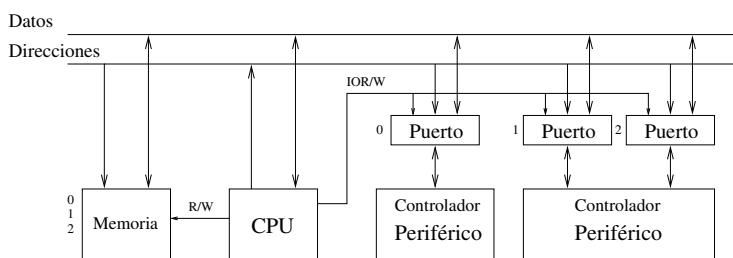 Datos
Direcciones
IOR/W
0 Puerto
1 Puerto
2 Puerto
0
1
2
Memoria
R/W
CPU
Controlador
Periférico
Controlador
Periférico